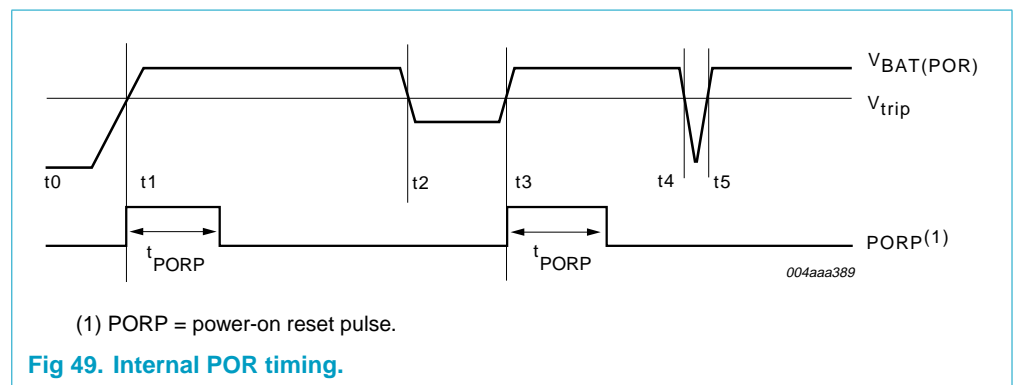 VBAT(POR)
Vtrip
t0 t1 t2 t3 t4 t5
tPORP tPORP PORP(1)
004aaa389
(1) PORP = power-on reset pulse.
Fig 49. Internal POR timing.